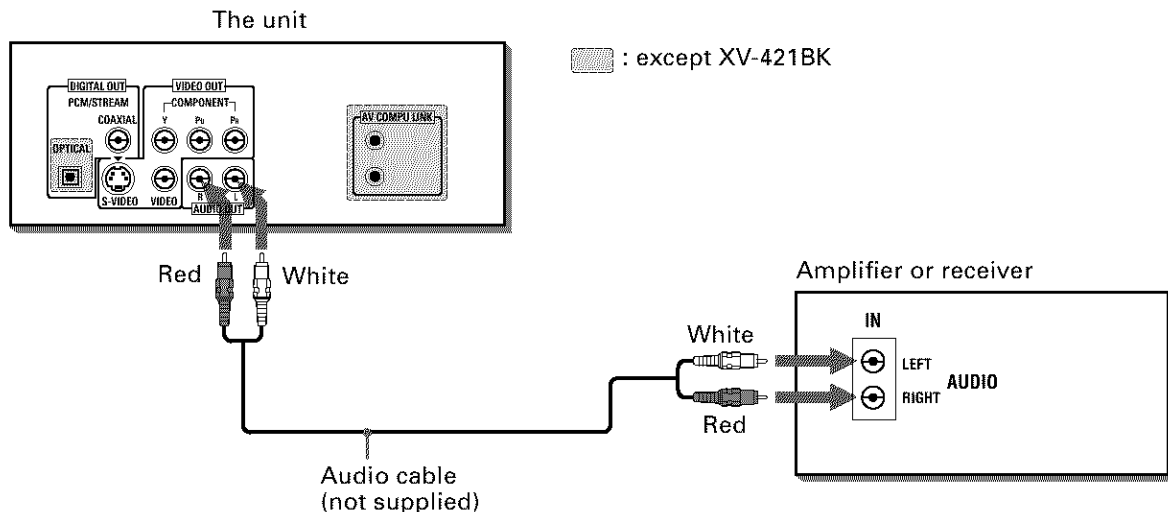 The unit
: except XV-421BK
DIGITAL OUT
PCM/STREAM
COAXIAL
OPTICAL
VIDEO OUT
COMPONENT
Y
PB
PR
S-VIDEO
VIDEO
R
L
AUDIO OUT
AV COMPU LINK
Red
White
Amplifier or receiver
IN
White
LEFT
AUDIO
RIGHT
Red
Audio cable
(not supplied)